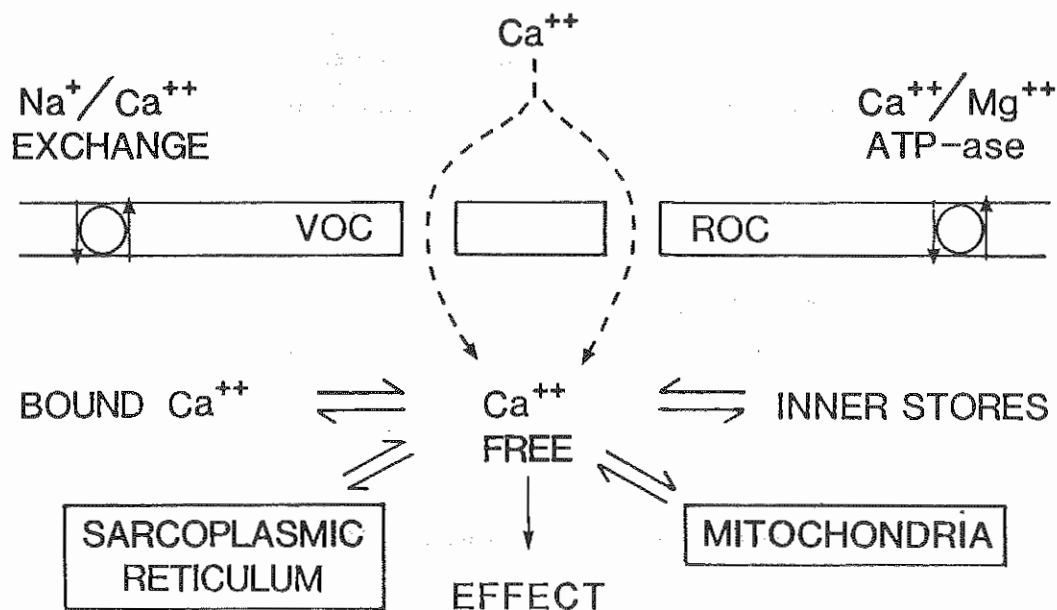 Ca++
Na+/Ca++
EXCHANGE
Ca++/Mg++
ATP-ase
VOC
ROC
BOUND Ca++
Ca++
FREE
INNER STORES
SARCOPLASMIC
RETICULUM
MITOCHONDRIA
EFFECT